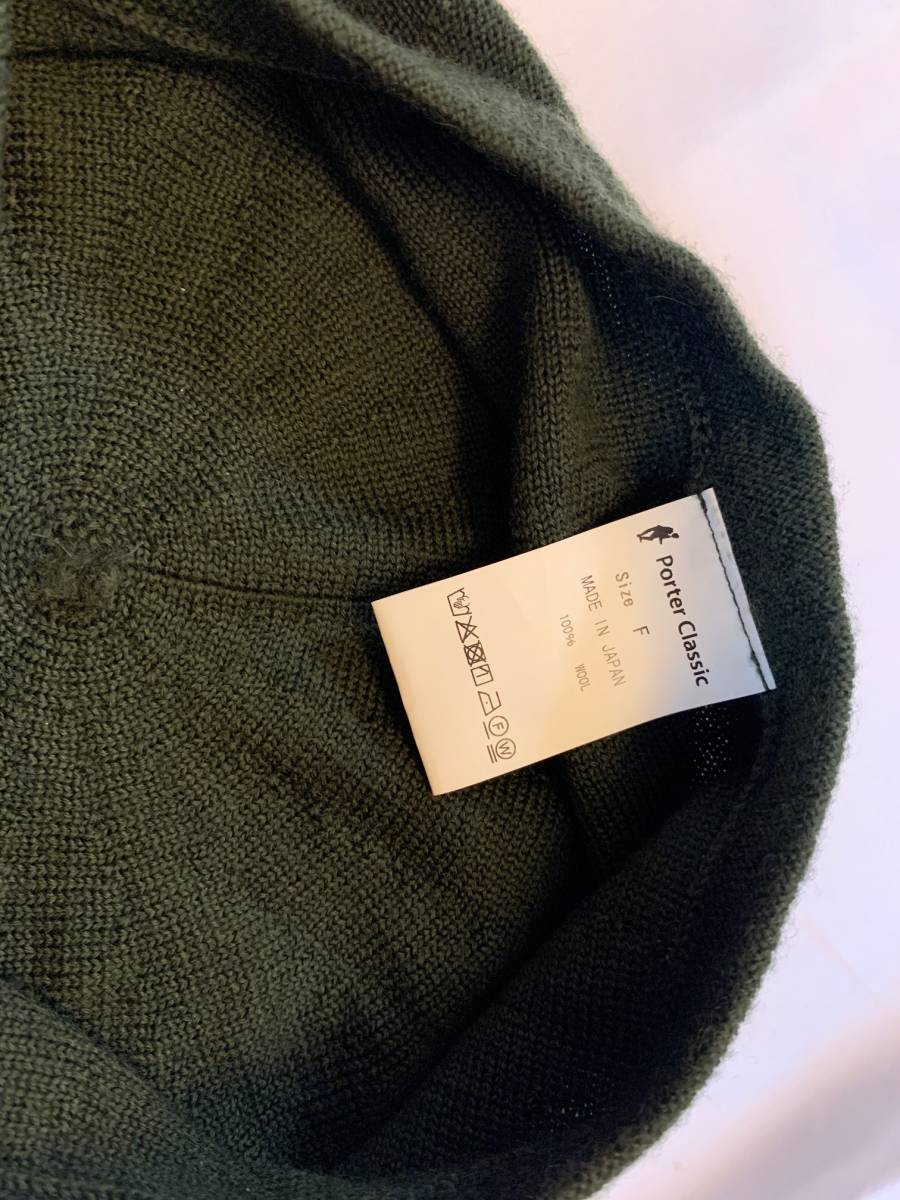 Porter Classic
Size F
MADE IN JAPAN
100% WOOL
F W